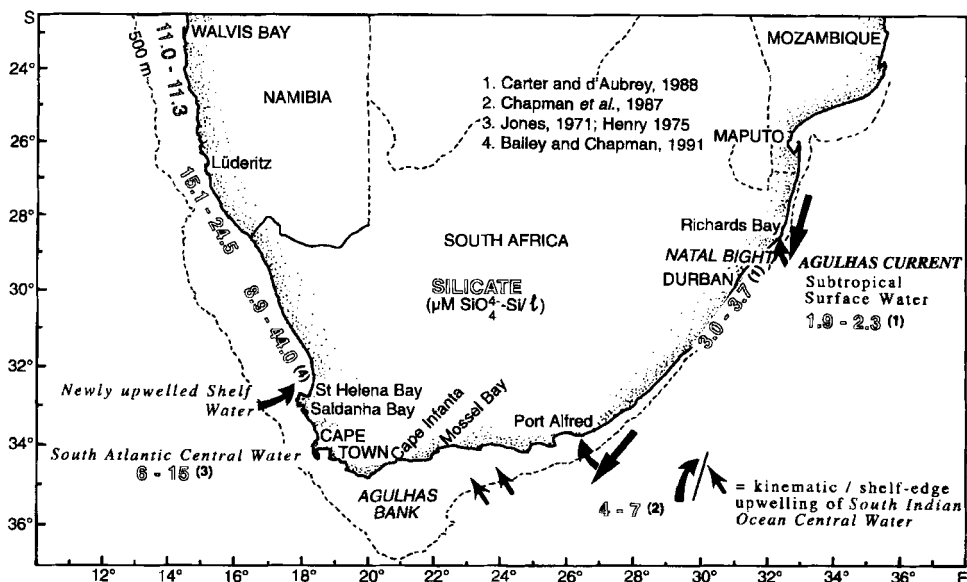 S
24°
26°
28°
30°
32°
34°
36°
11.0 - 11.3
500 m
WALVIS BAY
NAMIBIA
Lüderitz
15.1 - 24.5
1. Carter and d'Aubrey, 1988
2. Chapman et al., 1987
3. Jones, 1971; Henry 1975
4. Bailey and Chapman, 1991
MOZAMBIQUE
MAPUTO
Richards Bay
SOUTH AFRICA
NATAL BIGHT
DURBAN
SILICATE
(µM SiO4-4-Si/ℓ)
AGULHAS CURRENT
Subtropical
Surface Water
1.9 - 2.3 (1)
3.0 - 3.7 (1)
Newly upwelled Shelf
Water
St Helena Bay
Saldanha Bay
CAPE
TOWN
Cape Infanta
Mossel Bay
Port Alfred
South Atlantic Central Water
6 - 15 (3)
AGULHAS
BANK
4 - 7 (2)
= kinematic / shelf-edge
upwelling of South Indian
Ocean Central Water
12° 14° 16° 18° 20° 22° 24° 26° 28° 30° 32° 34° 36° E